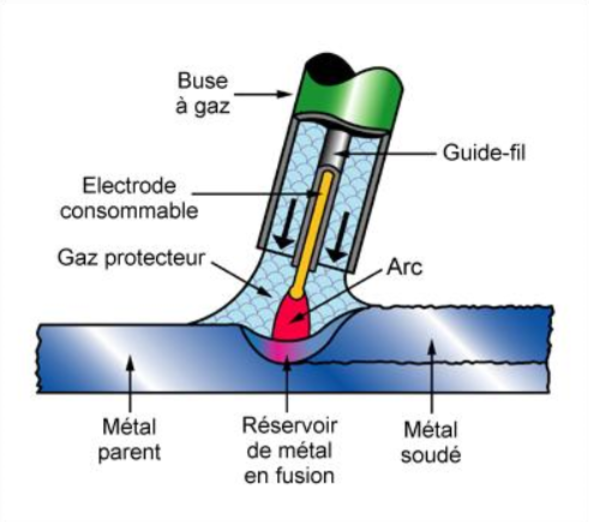 Buse
à gaz
Guide-fil
Electrode
consommable
Gaz protecteur
Arc
Métal
parent
Réservoir
de métal
en fusion
Métal
soudé